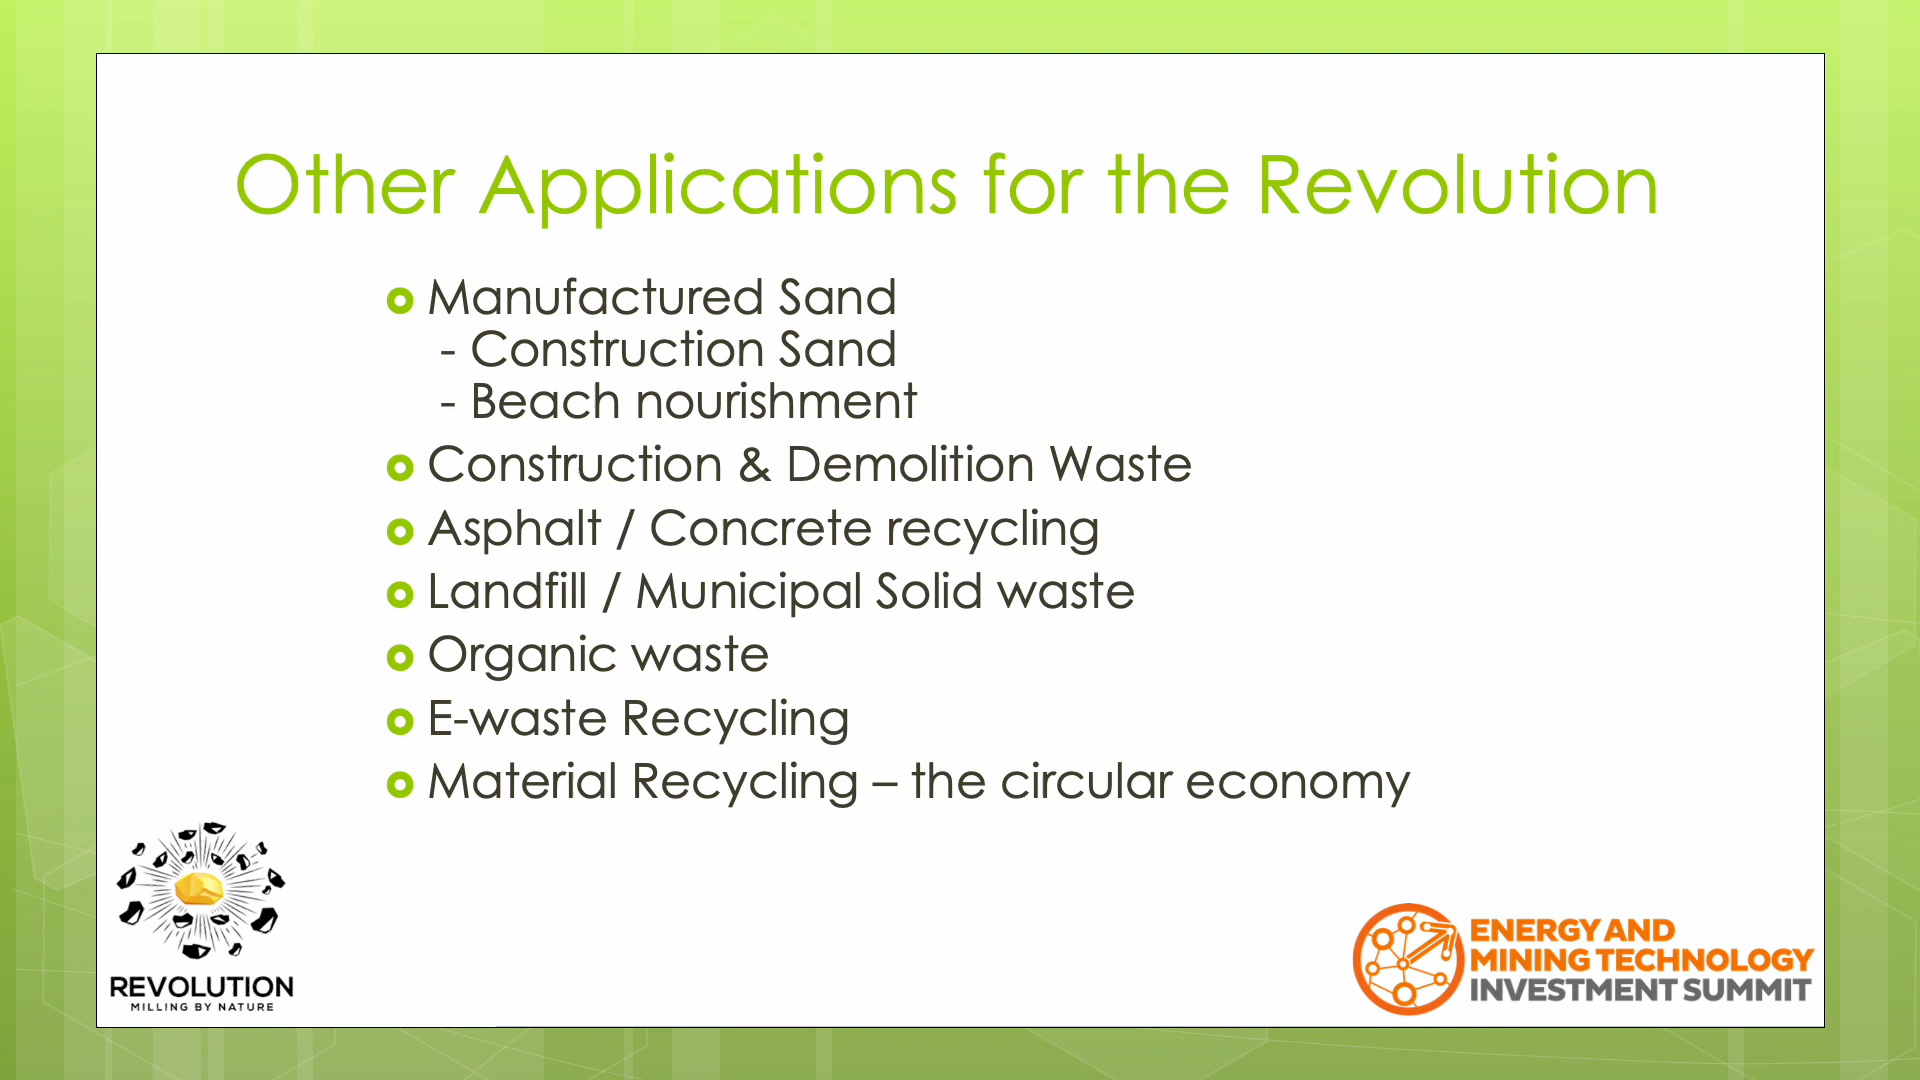 Other Applications for the Revolution
Manufactured Sand
- Construction Sand
- Beach nourishment
Construction & Demolition Waste
Asphalt / Concrete recycling
Landfill / Municipal Solid waste
Organic waste
E-waste Recycling
Material Recycling – the circular economy
REVOLUTION
MILLING BY NATURE
ENERGY AND
MINING TECHNOLOGY
INVESTMENT SUMMIT